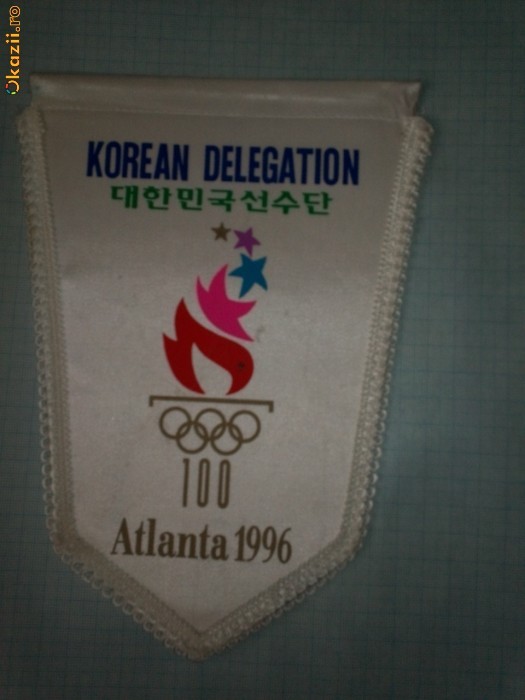 Okazii.ro
KOREAN DELEGATION
대한민국선수단
100
Atlanta 1996